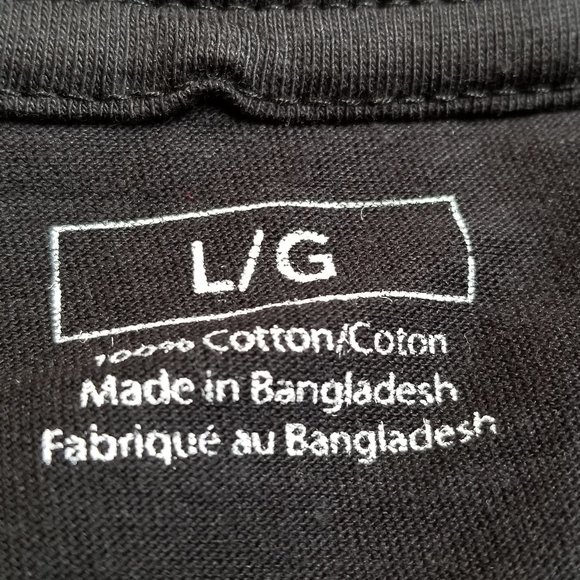 L/G
100% Cotton/Coton
Made in Bangladesh
Fabriqué au Bangladesh